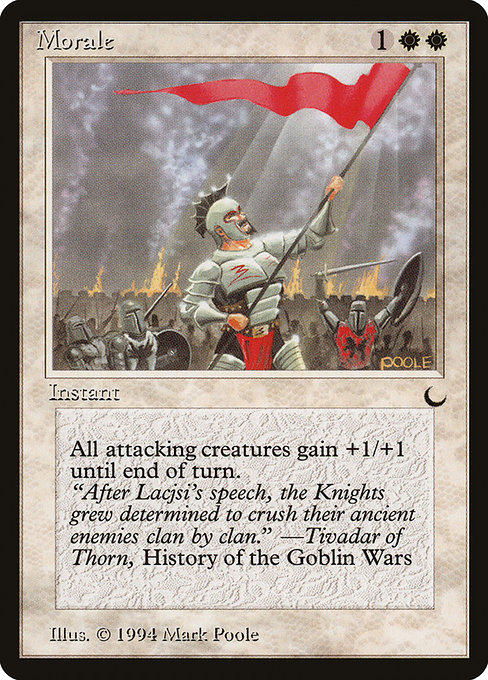 Morale 1
POOLE
Instant
All attacking creatures gain +1/+1
until end of turn.
“After Lacjsi’s speech, the Knights
grew determined to crush their ancient
enemies clan by clan.” —Tivadar of
Thorn, History of the Goblin Wars
Illus. © 1994 Mark Poole